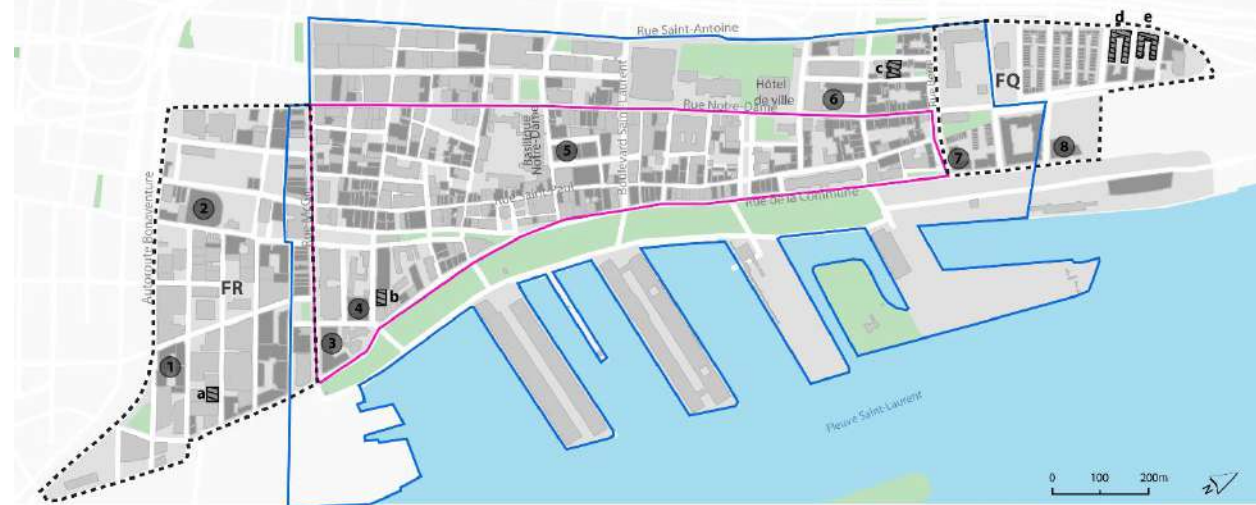 d e
Rue Saint-Antoine
c
FQ
Hôtel
de ville
6
Rue Notre-Dame
Basilique
Notre-Dame
5
Boulevard Saint-Laurent
7
8
Autoroute Bonaventure
2
Rue McGill
Rue Saint-Paul
Rue de la Commune
FR
b
4
3
1
a
Fleuve Saint-Laurent
0 100 200m
N